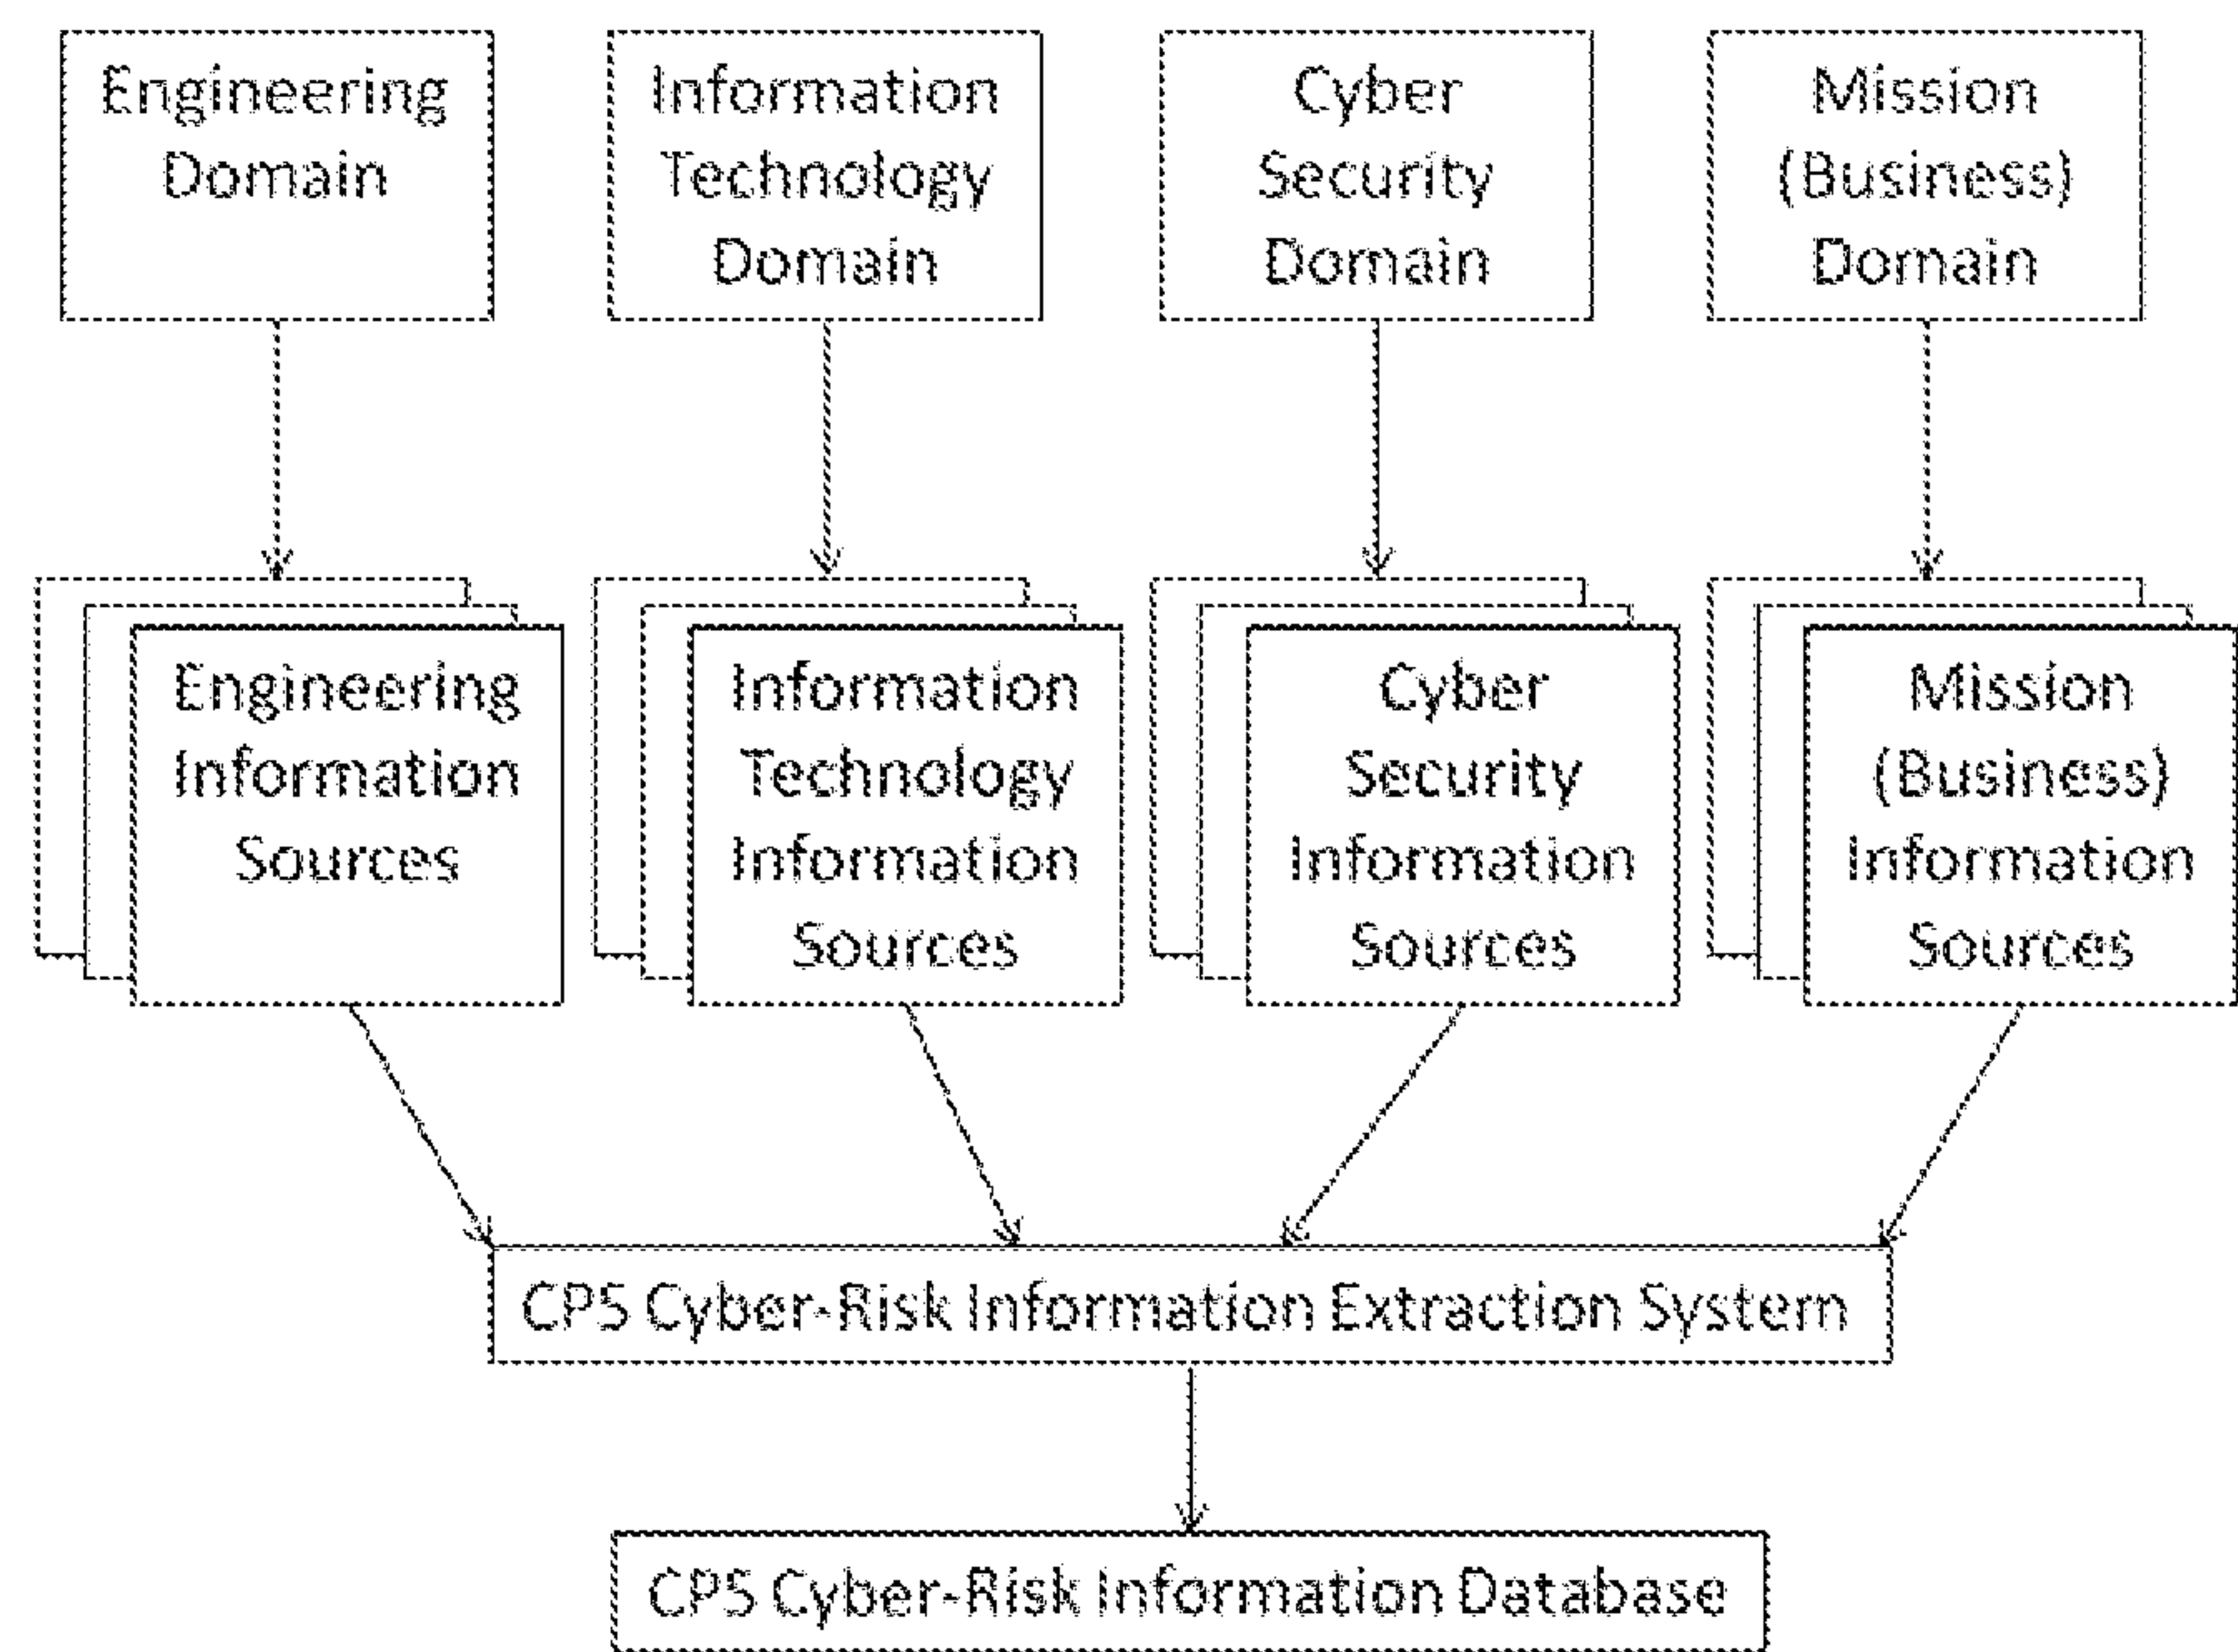 Engineering
Domain
Information
Technology
Domain
Cyber
Security
Domain
Mission
(Business)
Domain
Engineering
Information
Sources
Information
Technology
Information
Sources
Cyber
Security
Information
Sources
Mission
(Business)
Information
Sources
CPS Cyber-Risk Information Extraction System
CPS Cyber-Risk Information Database